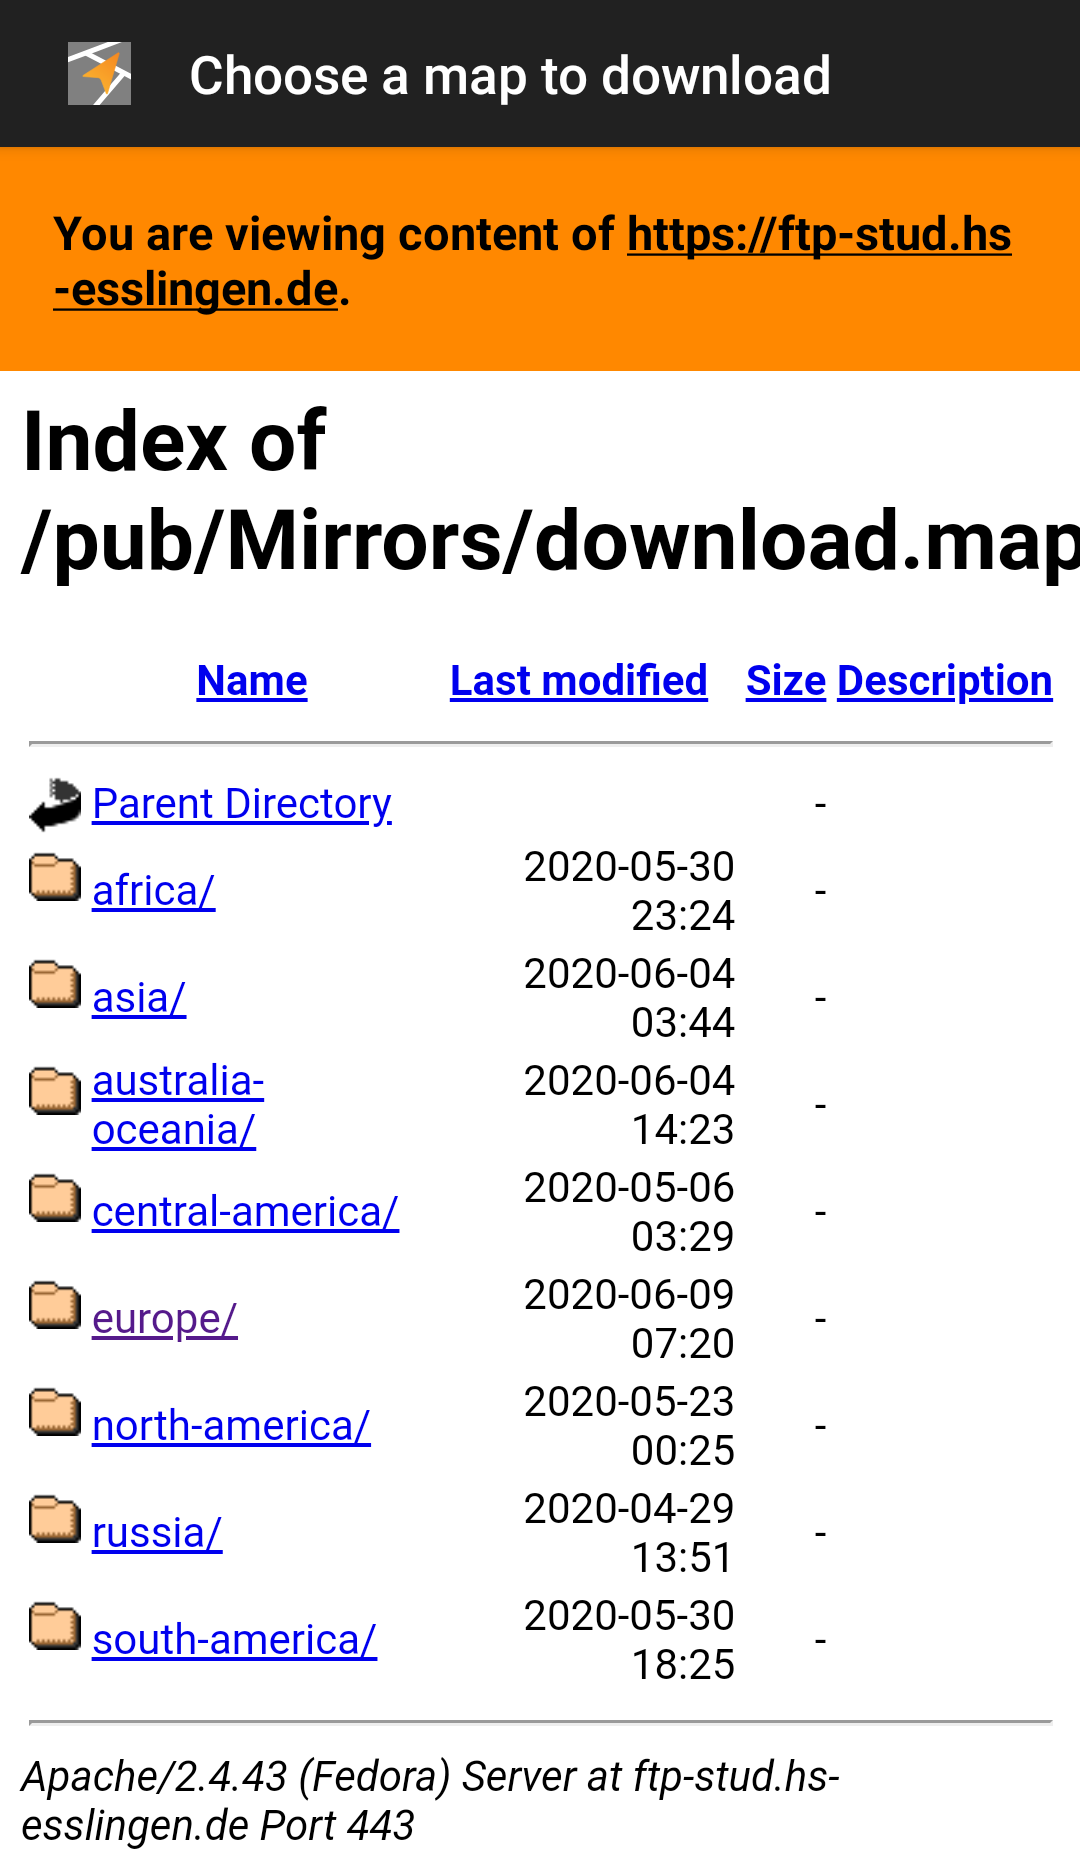 Choose a map to download
You are viewing content of https://ftp-stud.hs
-esslingen.de.
Index of
/pub/Mirrors/download.map
Name Last modified Size Description
Parent Directory -
africa/ 2020-05-30 23:24 -
asia/ 2020-06-04 03:44 -
australia-oceania/ 2020-06-04 14:23 -
central-america/ 2020-05-06 03:29 -
europe/ 2020-06-09 07:20 -
north-america/ 2020-05-23 00:25 -
russia/ 2020-04-29 13:51 -
south-america/ 2020-05-30 18:25 -
Apache/2.4.43 (Fedora) Server at ftp-stud.hs-
esslingen.de Port 443